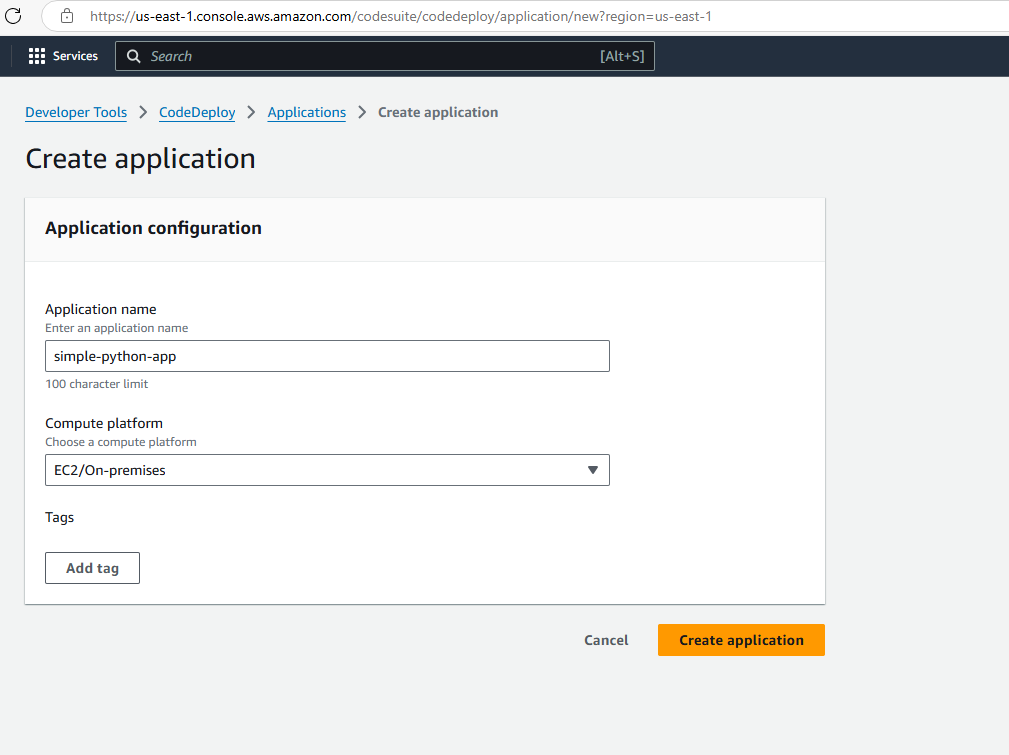 https://us-east-1.console.aws.amazon.com/codesuite/codedeploy/application/new?region=us-east-1
Services Search [Alt+S]
Developer Tools > CodeDeploy > Applications > Create application
Create application
Application configuration
Application name
Enter an application name
simple-python-app
100 character limit
Compute platform
Choose a compute platform
EC2/On-premises
Tags
Add tag
Cancel Create application